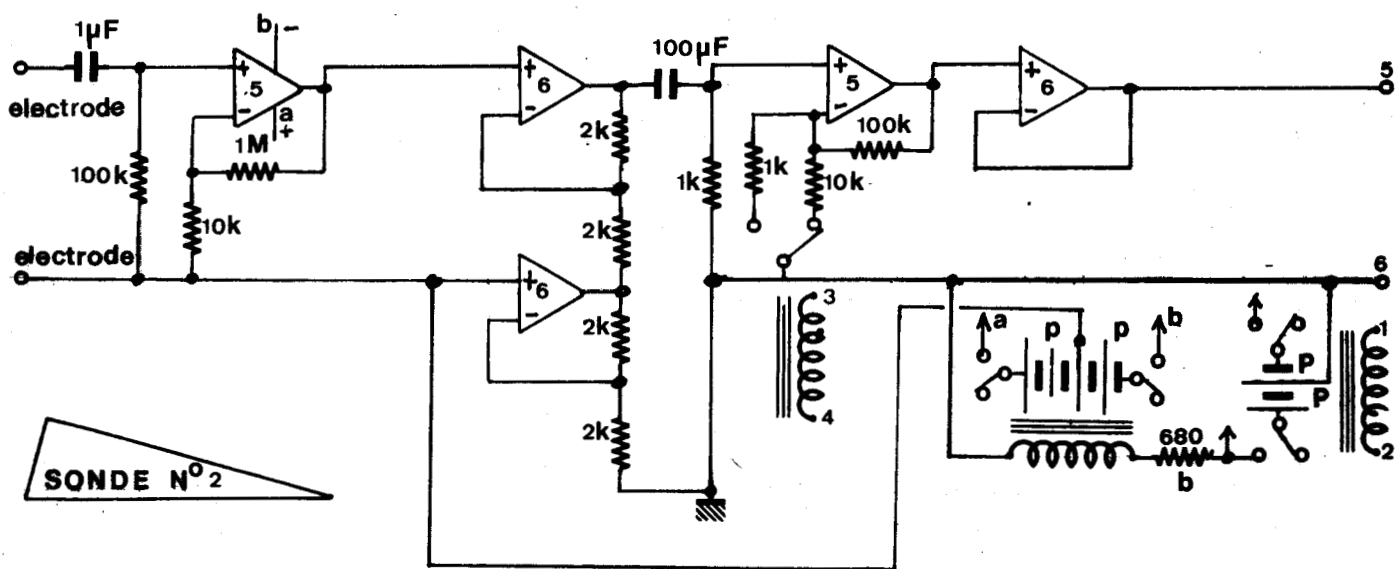 1µF
b -
100µF
+
5
-
a
+
electrode
1M
100k
10k
+
6
-
2k
+
5
-
100k
1k
10k
1k
+
6
-
5
electrode
2k
+
6
-
2k
2k
6
3
4
a
p
p
b
p
p
1
2
680
b
SONDE Nº2